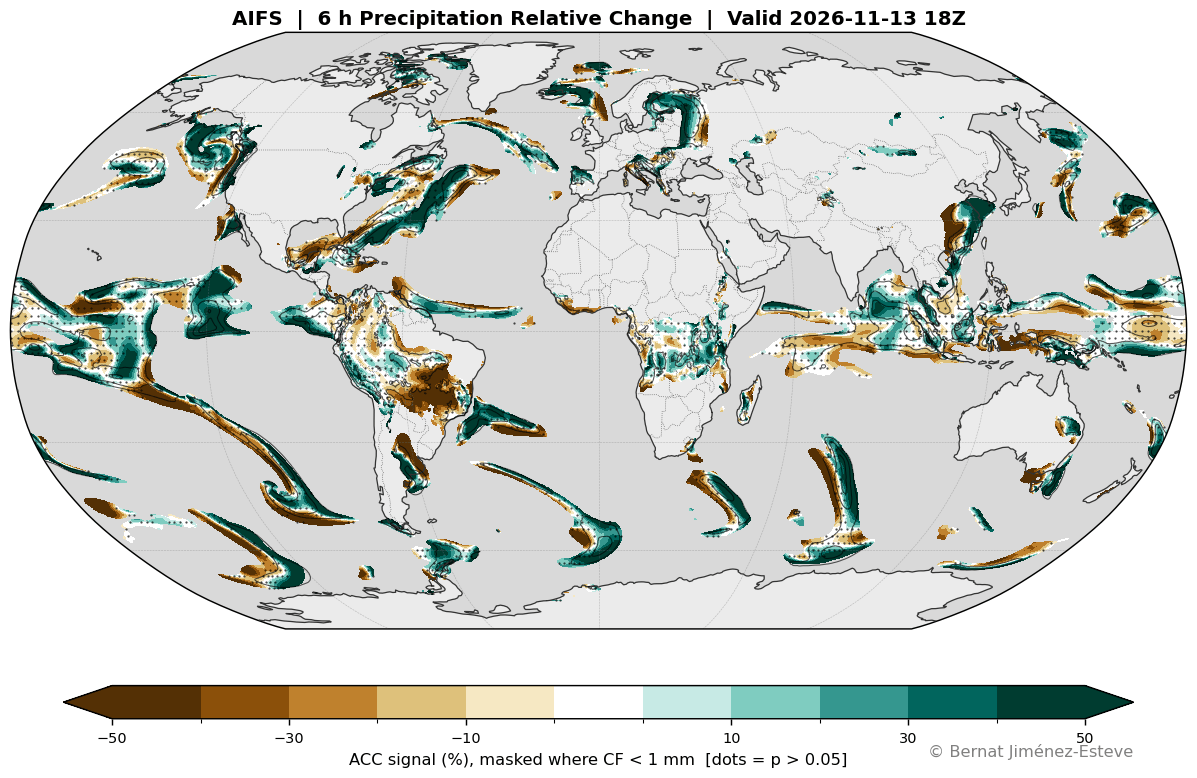 AIFS | 6 h Precipitation Relative Change | Valid 2026-11-13 18Z
−50 −30 −10 10 30 50
© Bernat Jiménez-Esteve
ACC signal (%), masked where CF < 1 mm [dots = p > 0.05]